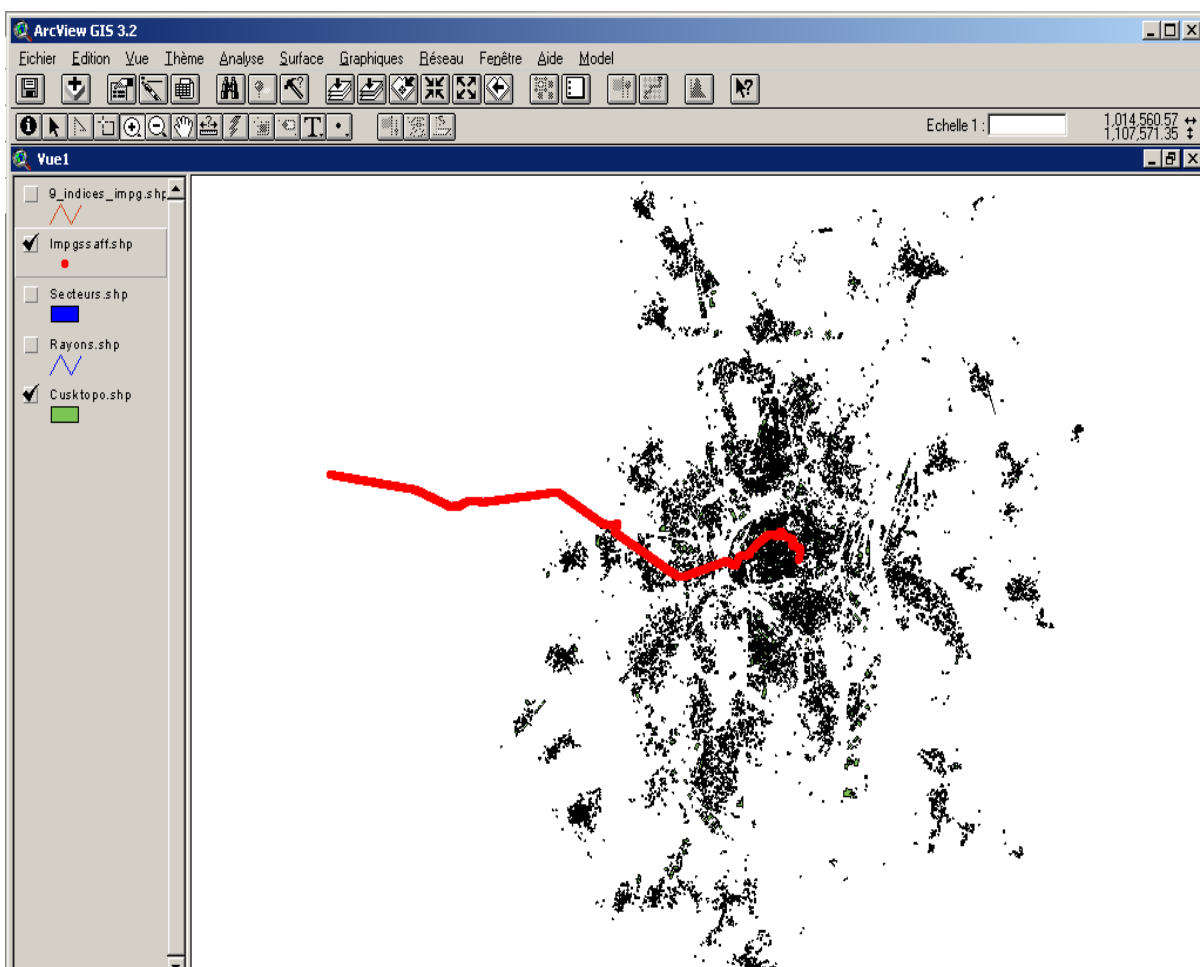 ArcView GIS 3.2
Fichier Edition Vue Thème Analyse Surface Graphiques Réseau Fenêtre Aide Model
Echelle 1 :
1,014,560.57
1,107,571.35
Vue1
9_indices_impg.shp
Impgssaff.shp
Secteurs.shp
Rayons.shp
Cusktopo.shp